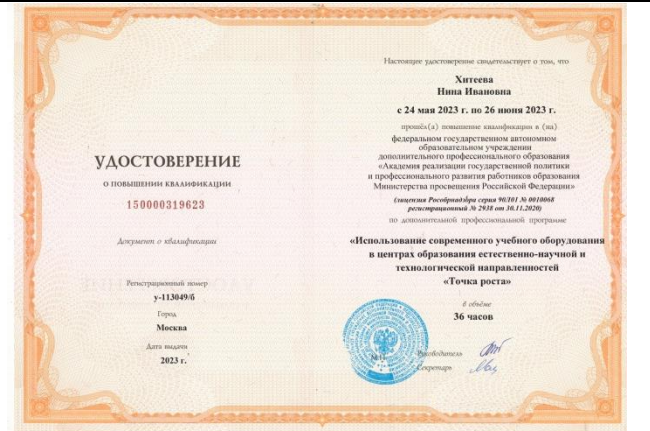 УДОСТОВЕРЕНИЕ
О ПОВЫШЕНИИ КВАЛИФИКАЦИИ
150000319623
Документ о квалификации
Регистрационный номер
у-113049/б
Город
Москва
Дата выдачи
2023 г.
Настоящее удостоверение свидетельствует о том, что
Хитеева
Нина Ивановна
с 24 мая 2023 г. по 26 июня 2023 г.
прошёл(а) повышение квалификации в (на)
федеральном государственном автономном
образовательном учреждении
дополнительного профессионального образования
«Академия реализации государственной политики
и профессионального развития работников образования
Министерства просвещения Российской Федерации»
(лицензия Рособрнадзора серия 90Л01 № 0010068
регистрационный № 2938 от 30.11.2020)
по дополнительной профессиональной программе
«Использование современного учебного оборудования
в центрах образования естественно-научной и
технологической направленностей
«Точка роста»
в объёме
36 часов
Руководитель
Секретарь